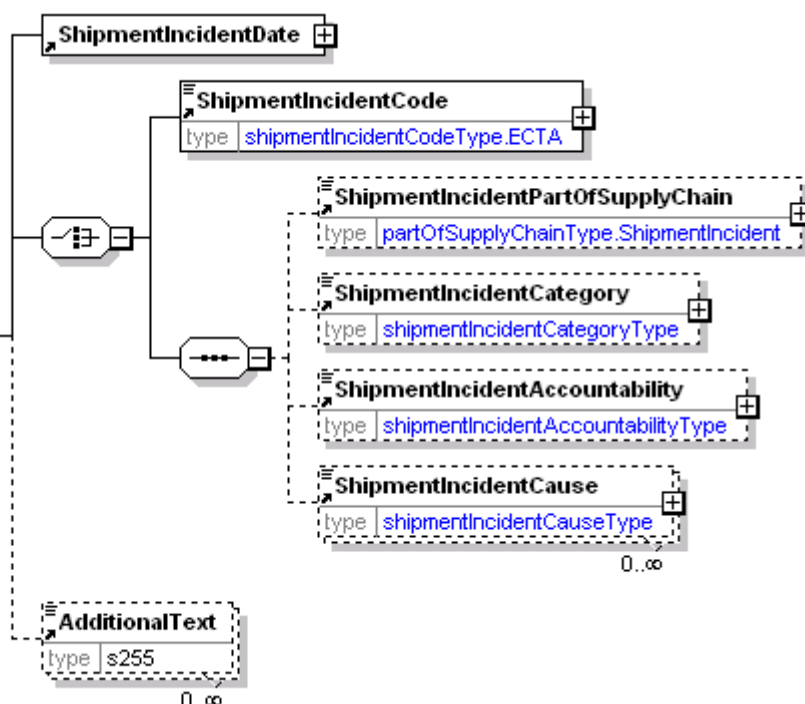 ShipmentIncidentDate
ShipmentIncidentCode
type shipmentIncidentCodeType.ECTA
ShipmentIncidentPartOfSupplyChain
type partOfSupplyChainType.ShipmentIncident
ShipmentIncidentCategory
type shipmentIncidentCategoryType
ShipmentIncidentAccountability
type shipmentIncidentAccountabilityType
ShipmentIncidentCause
type shipmentIncidentCauseType
0..∞
AdditionalText
type s255
0..∞